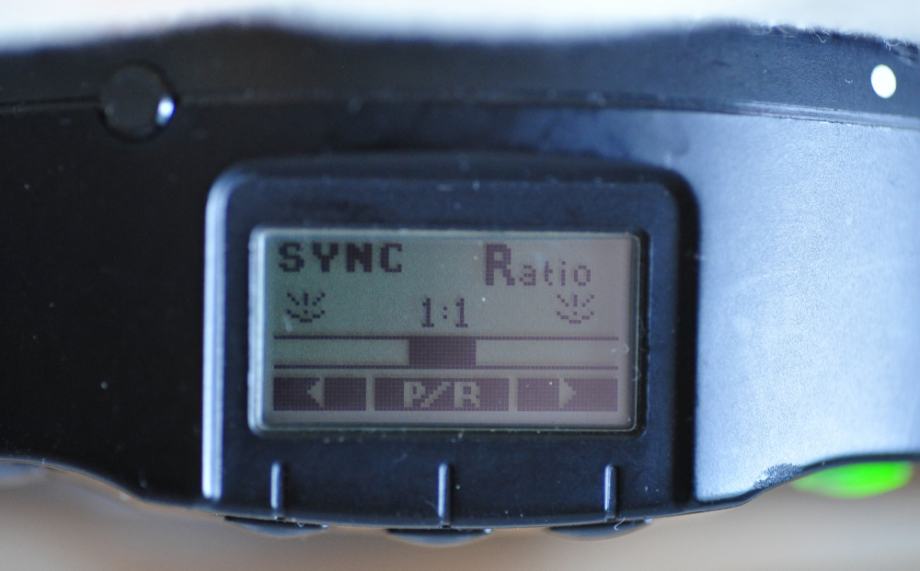 SYNC Ratio
1:1
P/R